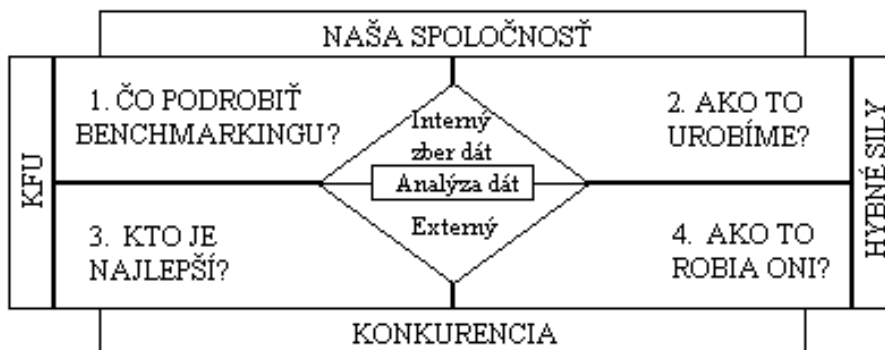 NAŠA SPOLOČNOSŤ
KFU
1. ČO PODROBIŤ
BENCHMARKINGU?
2. AKO TO
UROBÍME?
Interný
zber dát
Analýza dát
Externý
3. KTO JE
NAJLEPŠÍ?
4. AKO TO
ROBIA ONI?
HYBNÉ SILY
KONKURENCIA